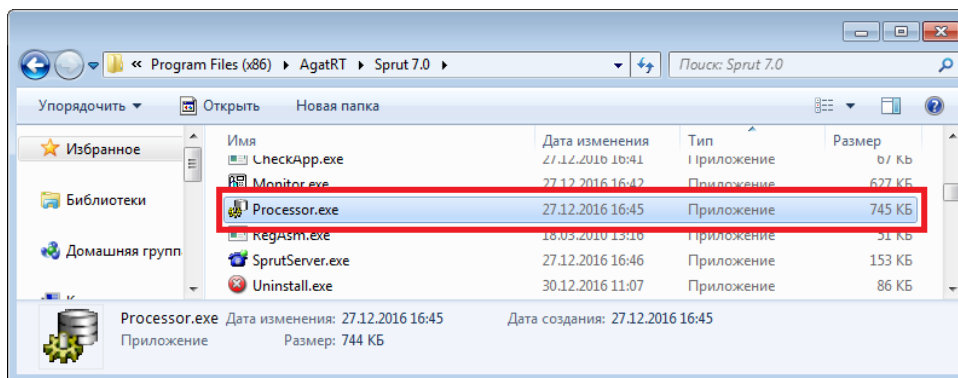 « Program Files (x86) ▸ AgatRT ▸ Sprut 7.0 ▸ Поиск: Sprut 7.0
Упорядочить Открыть Новая папка
Имя Дата изменения Тип Размер
Избранное
CheckApp.exe 27.12.2016 16:41 Приложение 67 КБ
Monitor.exe 27.12.2016 16:42 Приложение 627 КБ
Библиотеки
Processor.exe 27.12.2016 16:45 Приложение 745 КБ
RegAsm.exe 18.03.2010 13:16 Приложение 51 КБ
Домашняя групп
SprutServer.exe 27.12.2016 16:46 Приложение 153 КБ
Uninstall.exe 30.12.2016 11:07 Приложение 86 КБ
Processor.exe Дата изменения: 27.12.2016 16:45 Дата создания: 27.12.2016 16:45
Приложение Размер: 744 КБ